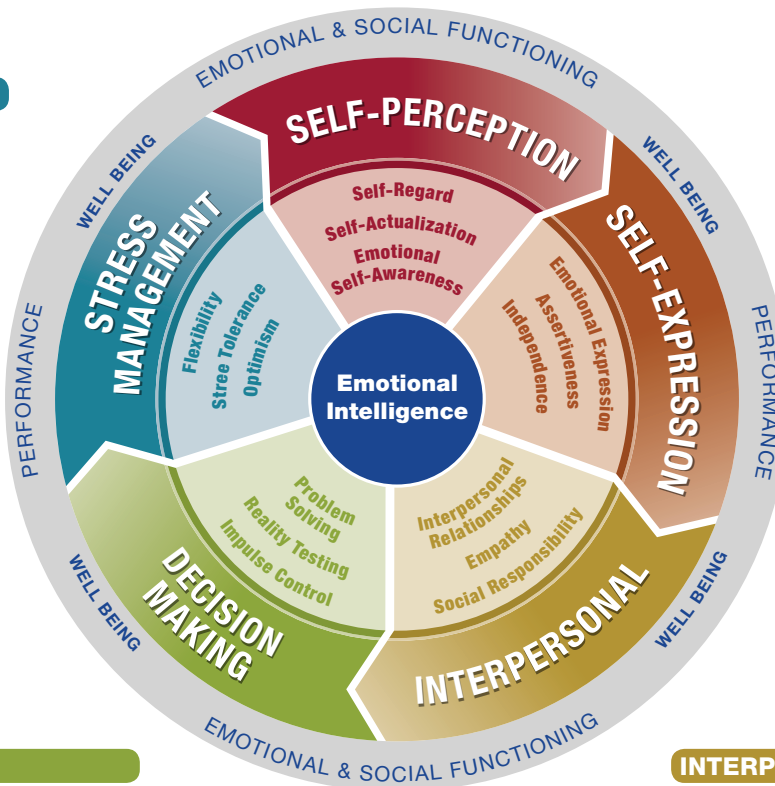 EMOTIONAL & SOCIAL FUNCTIONING
WELL BEING
WELL BEING
PERFORMANCE
PERFORMANCE
WELL BEING
WELL BEING
EMOTIONAL & SOCIAL FUNCTIONING
SELF-PERCEPTION
Self-Regard
Self-Actualization
Emotional
Self-Awareness
SELF-EXPRESSION
Emotional Expression
Assertiveness
Independence
INTERPERSONAL
Interpersonal
Relationships
Empathy
Social Responsibility
DECISION
MAKING
Problem
Solving
Reality Testing
Impulse Control
STRESS
MANAGEMENT
Flexibility
Stree Tolerance
Optimism
Emotional
Intelligence
INTERP